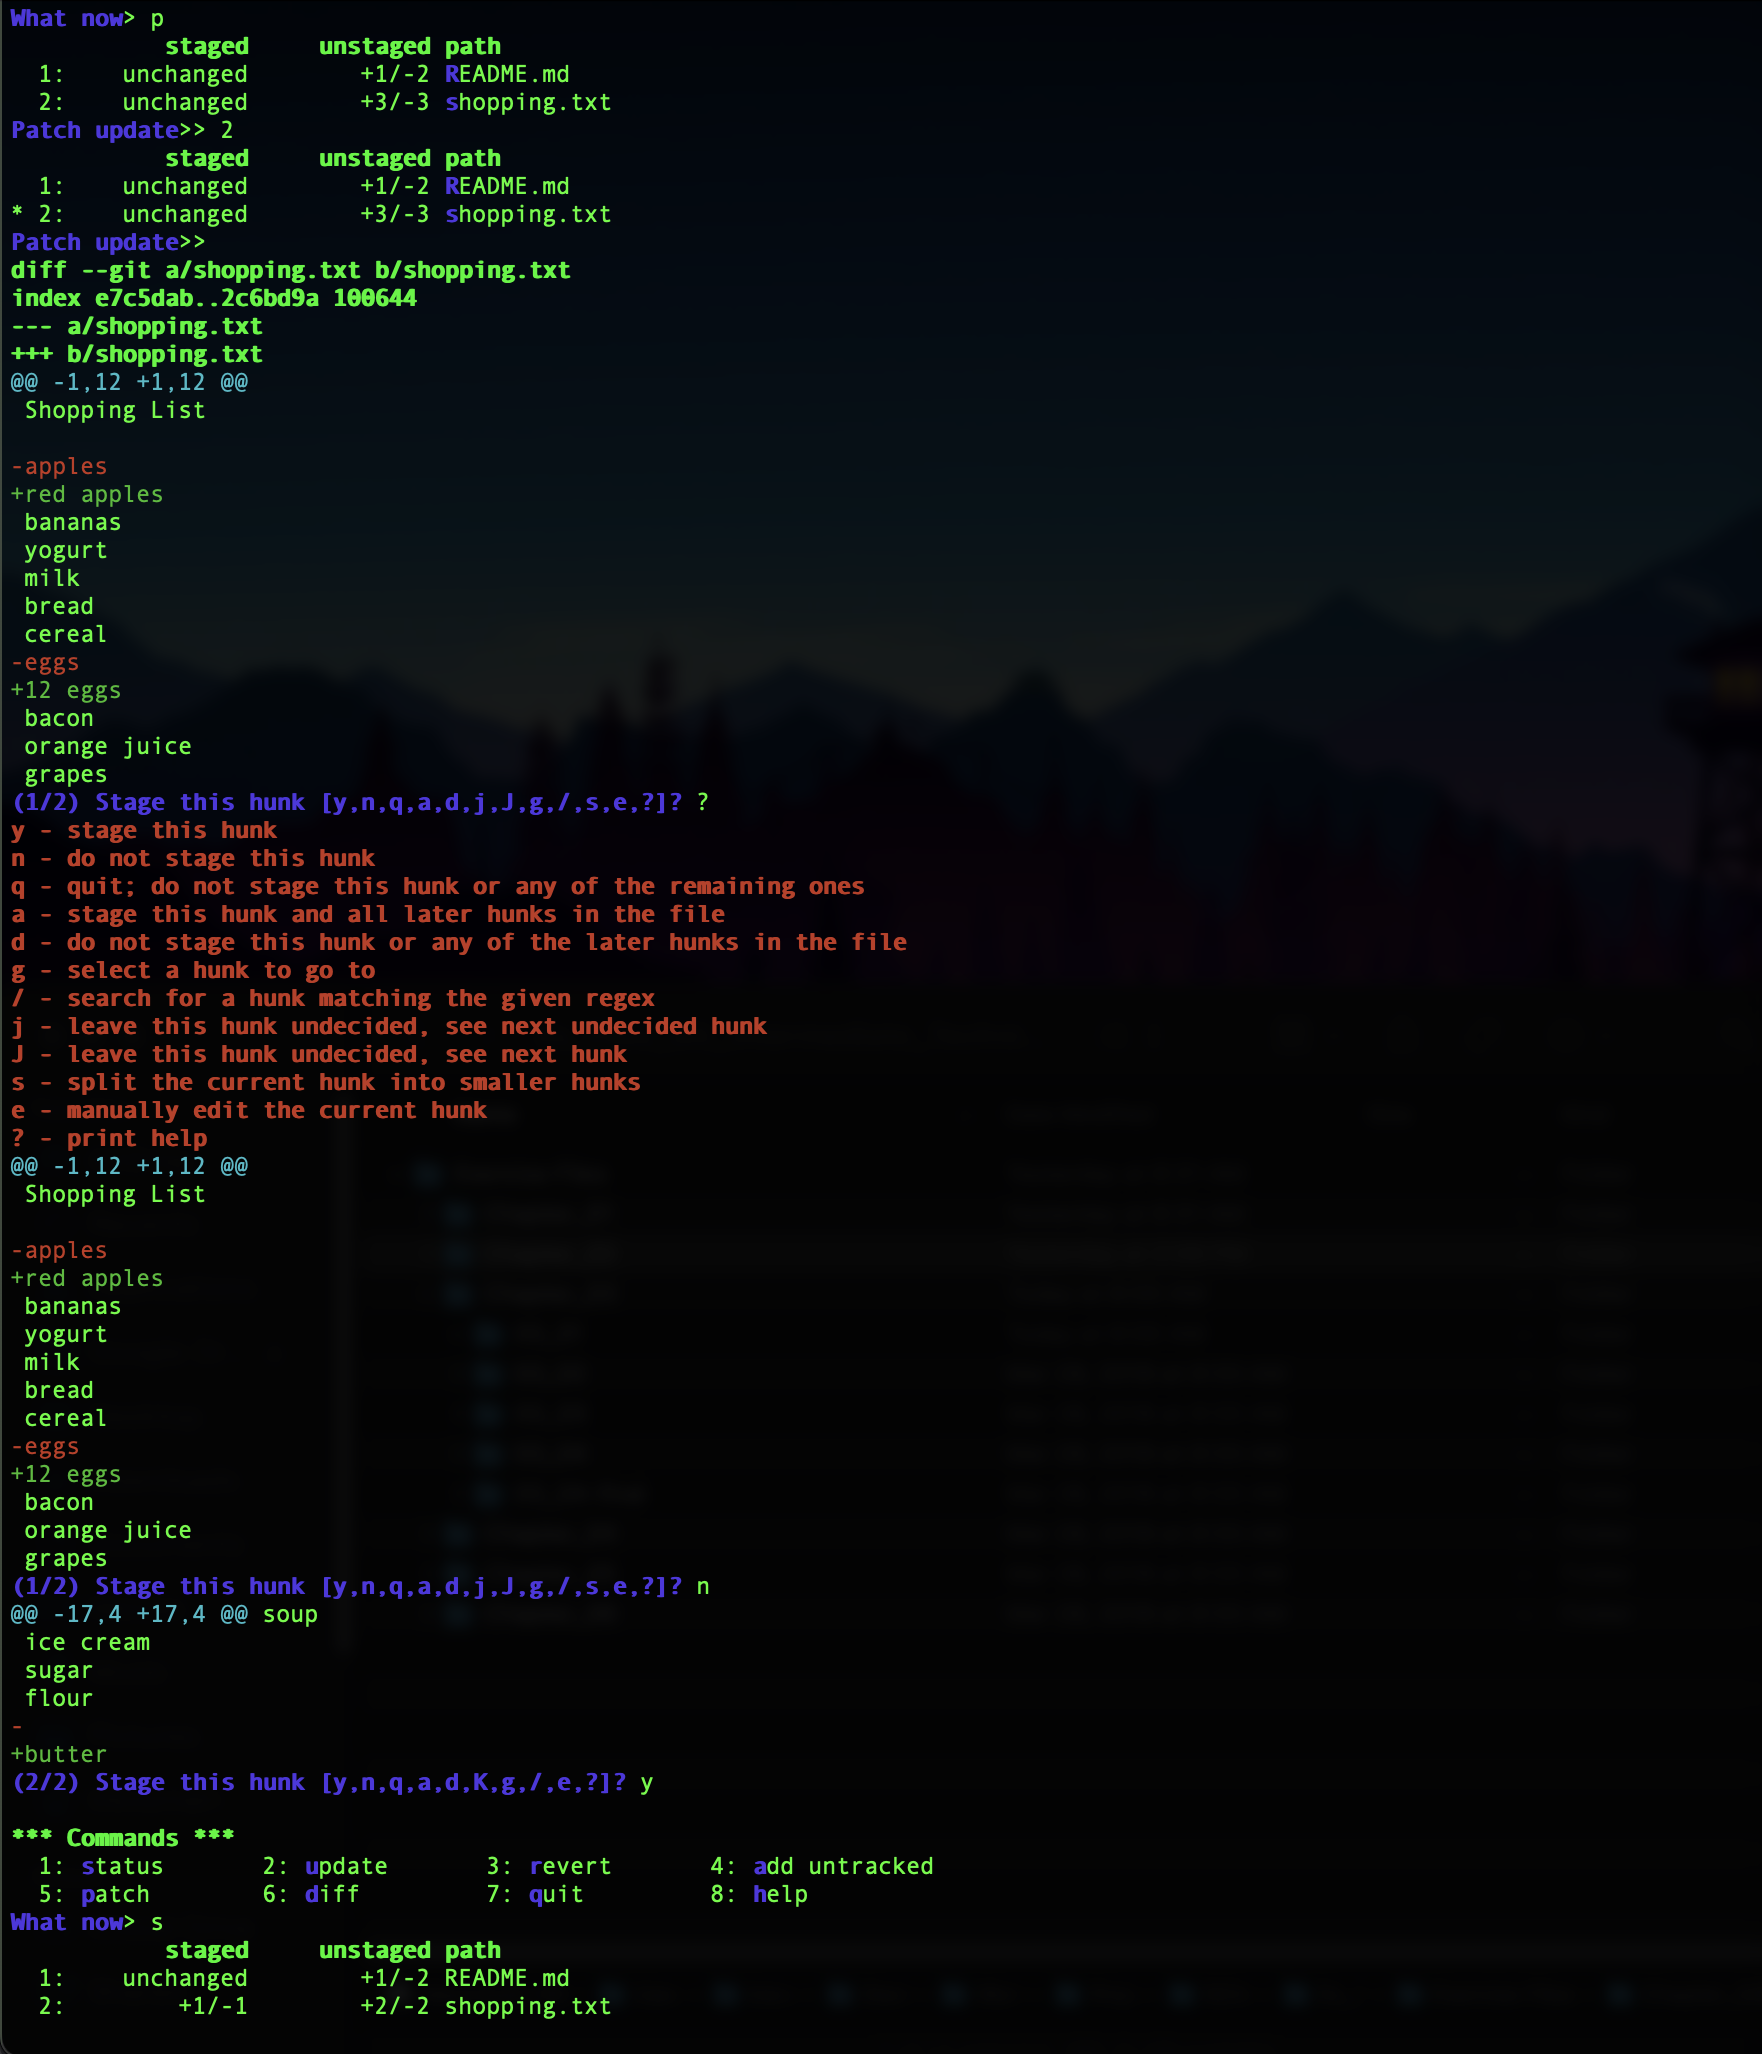 What now> p
           staged     unstaged path
  1:    unchanged        +1/-2 README.md
  2:    unchanged        +3/-3 shopping.txt
Patch update>> 2
           staged     unstaged path
  1:    unchanged        +1/-2 README.md
* 2:    unchanged        +3/-3 shopping.txt
Patch update>>
diff --git a/shopping.txt b/shopping.txt
index e7c5dab..2c6bd9a 100644
--- a/shopping.txt
+++ b/shopping.txt
@@ -1,12 +1,12 @@
 Shopping List

-apples
+red apples
 bananas
 yogurt
 milk
 bread
 cereal
-eggs
+12 eggs
 bacon
 orange juice
 grapes
(1/2) Stage this hunk [y,n,q,a,d,j,J,g,/,s,e,?]? ?
y - stage this hunk
n - do not stage this hunk
q - quit; do not stage this hunk or any of the remaining ones
a - stage this hunk and all later hunks in the file
d - do not stage this hunk or any of the later hunks in the file
g - select a hunk to go to
/ - search for a hunk matching the given regex
j - leave this hunk undecided, see next undecided hunk
J - leave this hunk undecided, see next hunk
s - split the current hunk into smaller hunks
e - manually edit the current hunk
? - print help
@@ -1,12 +1,12 @@
 Shopping List

-apples
+red apples
 bananas
 yogurt
 milk
 bread
 cereal
-eggs
+12 eggs
 bacon
 orange juice
 grapes
(1/2) Stage this hunk [y,n,q,a,d,j,J,g,/,s,e,?]? n
@@ -17,4 +17,4 @@ soup
 ice cream
 sugar
 flour
-
+butter
(2/2) Stage this hunk [y,n,q,a,d,K,g,/,e,?]? y

*** Commands ***
  1: status       2: update       3: revert       4: add untracked
  5: patch        6: diff         7: quit         8: help
What now> s
           staged     unstaged path
  1:    unchanged        +1/-2 README.md
  2:        +1/-1        +2/-2 shopping.txt